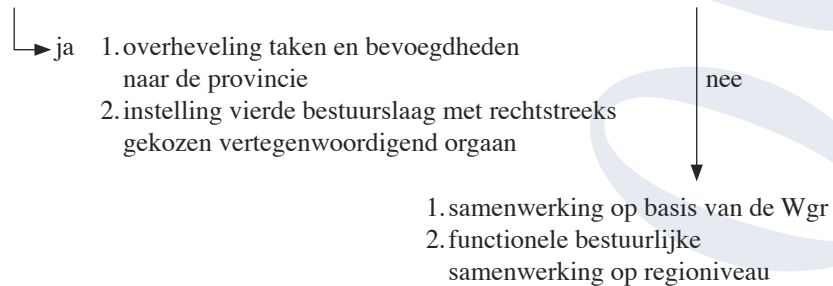 ja 1. overheveling taken en bevoegdheden
naar de provincie
nee
2. instelling vierde bestuurslaag met rechtstreeks
gekozen vertegenwoordigend orgaan
1. samenwerking op basis van de Wgr
2. functionele bestuurlijke
samenwerking op regioniveau